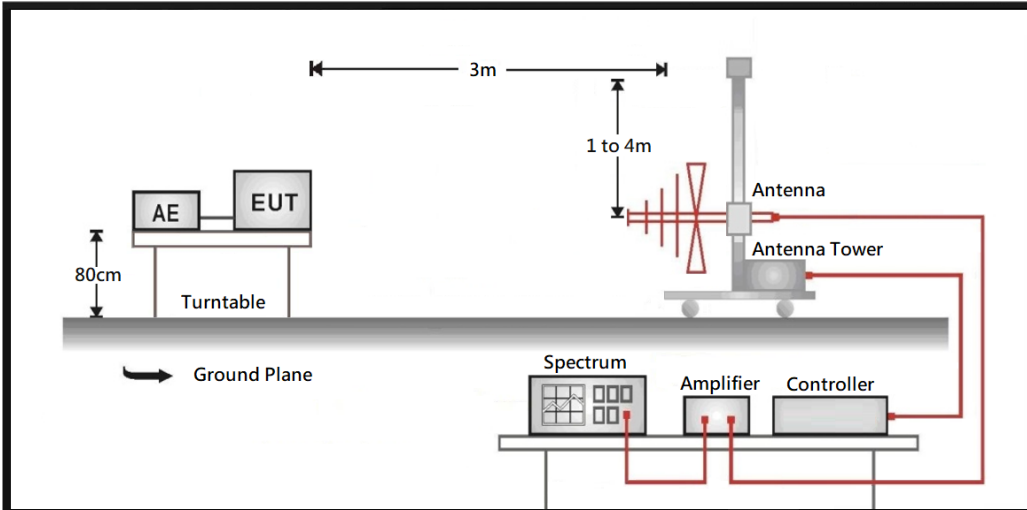 3m
1 to 4m
Antenna
AE
EUT
Antenna Tower
80cm
Turntable
Ground Plane
Spectrum
Amplifier
Controller